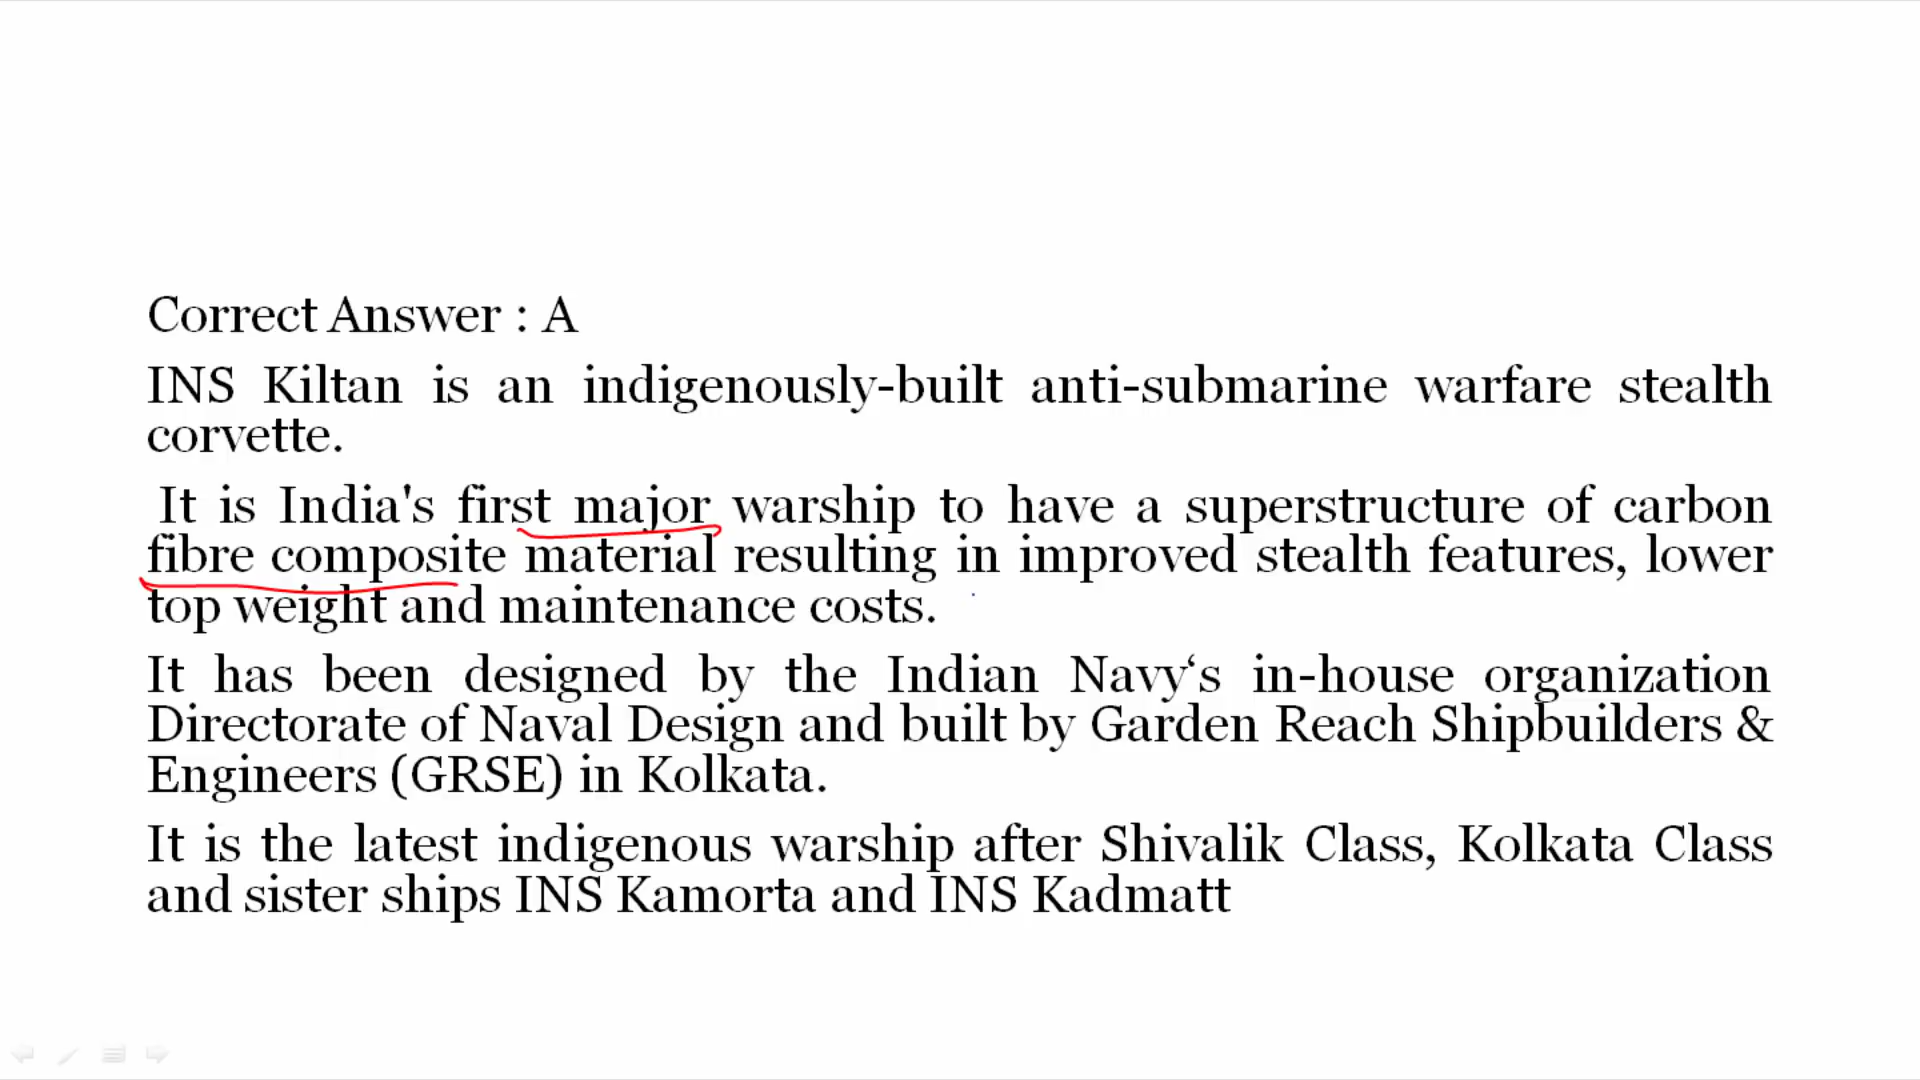 Correct Answer : A
INS Kiltan is an indigenously-built anti-submarine warfare stealth
corvette.
It is India's first major warship to have a superstructure of carbon
fibre composite material resulting in improved stealth features, lower
top weight and maintenance costs.
It has been designed by the Indian Navy‘s in-house organization
Directorate of Naval Design and built by Garden Reach Shipbuilders &
Engineers (GRSE) in Kolkata.
It is the latest indigenous warship after Shivalik Class, Kolkata Class
and sister ships INS Kamorta and INS Kadmatt